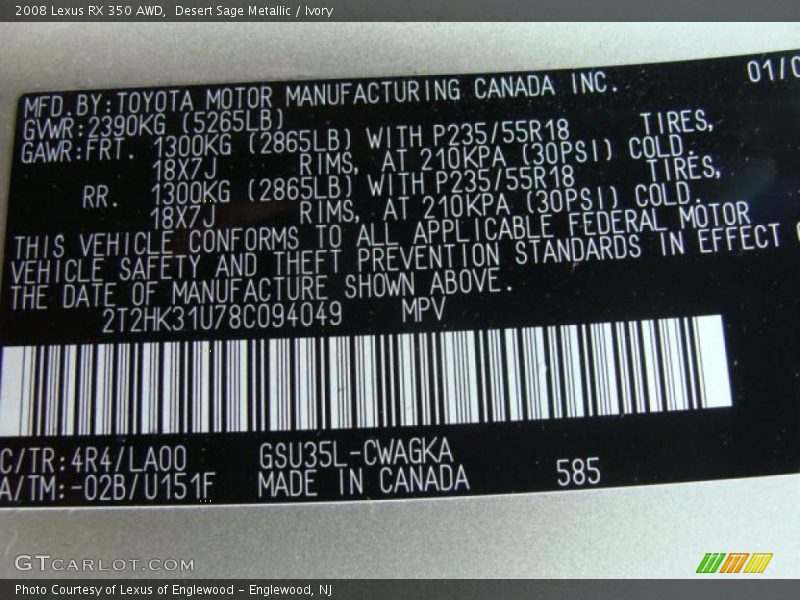 2008 Lexus RX 350 AWD, Desert Sage Metallic / Ivory
01/0
MFD.BY:TOYOTA MOTOR MANUFACTURING CANADA INC.
GVWR:2390KG (5265LB)
GAWR:FRT. 1300KG (2865LB) WITH P235/55R18 TIRES,
18X7J RIMS, AT 210KPA (30PSI) COLD.
RR. 1300KG (2865LB) WITH P235/55R18 TIRES,
18X7J RIMS, AT 210KPA (30PSI) COLD.
THIS VEHICLE CONFORMS TO ALL APPLICABLE FEDERAL MOTOR
VEHICLE SAFETY AND THEFT PREVENTION STANDARDS IN EFFECT
THE DATE OF MANUFACTURE SHOWN ABOVE.
2T2HK31U78C094049 MPV
C/TR:4R4/LA00 GSU35L-CWAGKA
A/TM:-02B/U151F MADE IN CANADA 585
GTCARLOT.COM
Photo Courtesy of Lexus of Englewood - Englewood, NJ